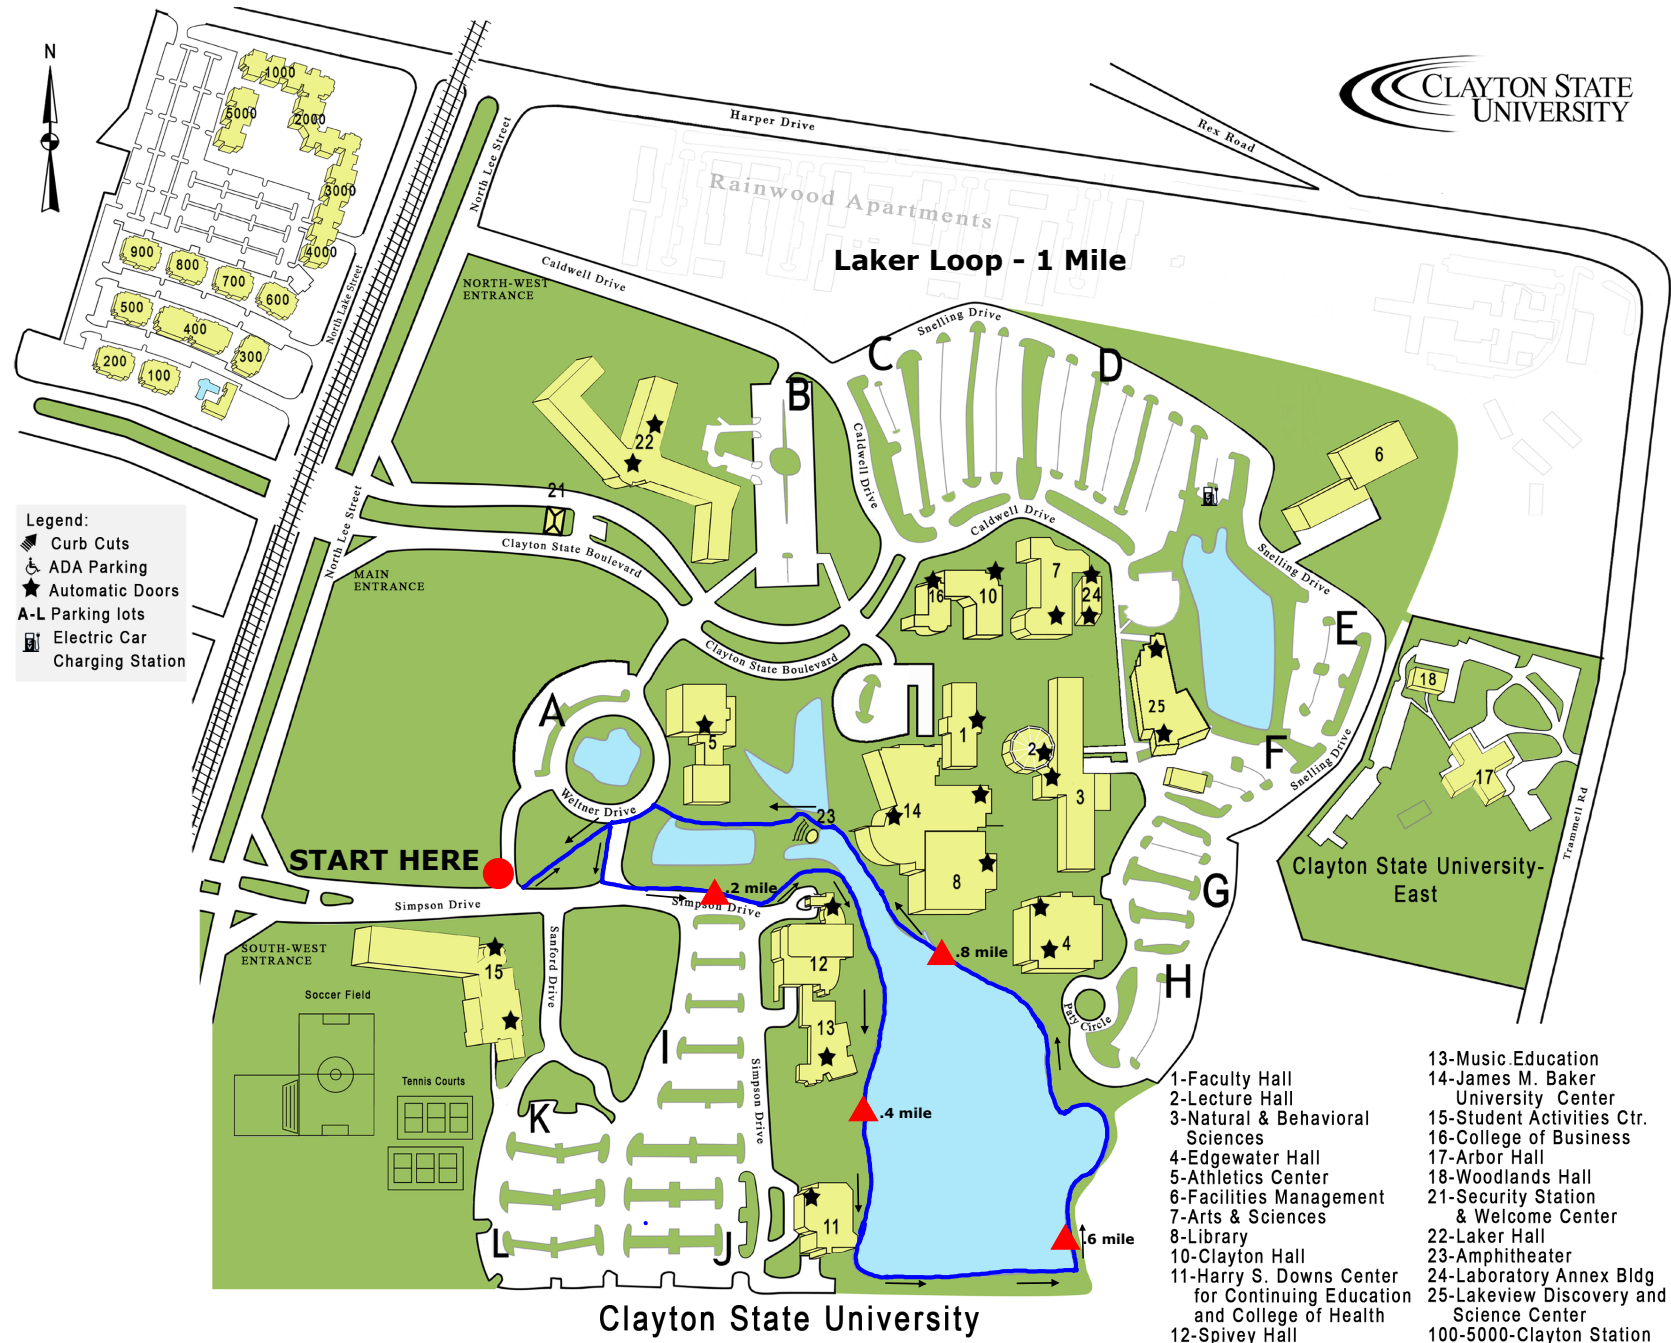 N
CLAYTON STATE
UNIVERSITY
1000
5000
2000
3000
4000
900
800
700
600
500
400
300
200
100
North Lake Street
North Lee Street
Harper Drive
Rex Road
Rainwood Apartments
Laker Loop - 1 Mile
Caldwell Drive
NORTH-WEST
ENTRANCE
Snelling Drive
C
D
B
Caldwell Drive
Caldwell Drive
22
6
21
Clayton State Boulevard
North Lee Street
MAIN
ENTRANCE
Legend:
Curb Cuts
ADA Parking
Automatic Doors
A-L Parking lots
Electric Car
Charging Station
16
10
7
24
Snelling Drive
E
Clayton State Boulevard
A
5
1
2
3
25
F
Snelling Drive
18
17
Trammell Rd
Weltner Drive
23
14
8
START HERE
.2 mile
Simpson Drive
Simpson Drive
G
Clayton State University-
East
SOUTH-WEST
ENTRANCE
15
Sanford Drive
12
.8 mile
4
H
Paty Circle
Soccer Field
13
I
Simpson Drive
Tennis Courts
K
.4 mile
11
L
J
.6 mile
Clayton State University
1-Faculty Hall
2-Lecture Hall
3-Natural & Behavioral
Sciences
4-Edgewater Hall
5-Athletics Center
6-Facilities Management
7-Arts & Sciences
8-Library
10-Clayton Hall
11-Harry S. Downs Center
for Continuing Education
and College of Health
12-Spivey Hall
13-Music.Education
14-James M. Baker
University Center
15-Student Activities Ctr.
16-College of Business
17-Arbor Hall
18-Woodlands Hall
21-Security Station
& Welcome Center
22-Laker Hall
23-Amphitheater
24-Laboratory Annex Bldg
25-Lakeview Discovery and
Science Center
100-5000-Clayton Station